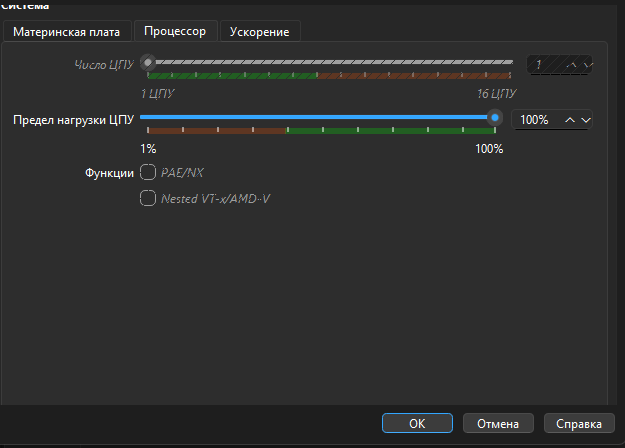 Система
Материнская плата Процессор Ускорение
Число ЦПУ 1
1 ЦПУ 16 ЦПУ
Предел нагрузки ЦПУ 100%
1% 100%
Функции PAE/NX
Nested VT-x/AMD-V
ОК Отмена Справка